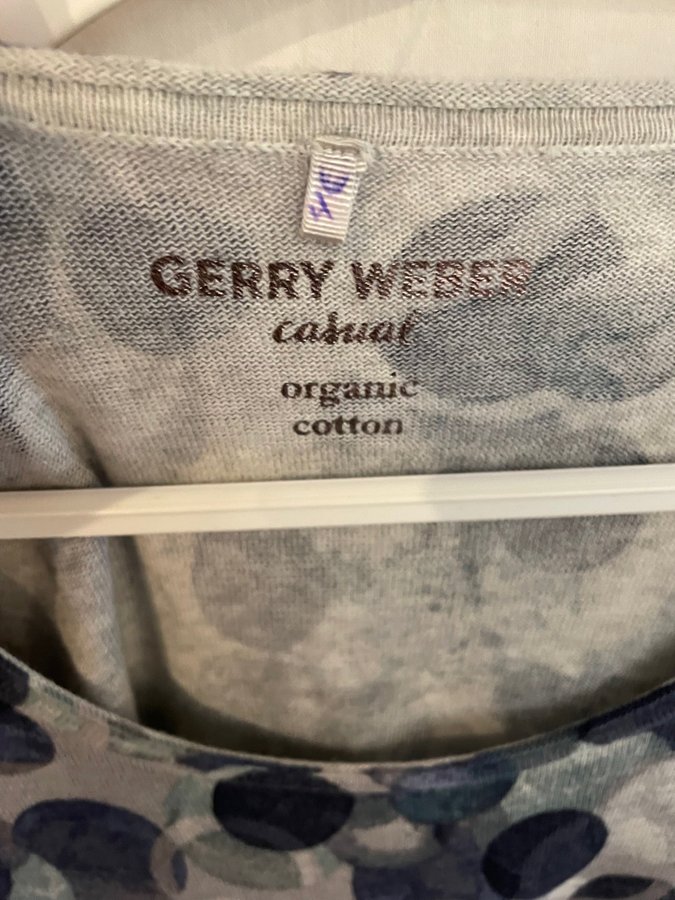 GERRY WEBER
casual
organic
cotton